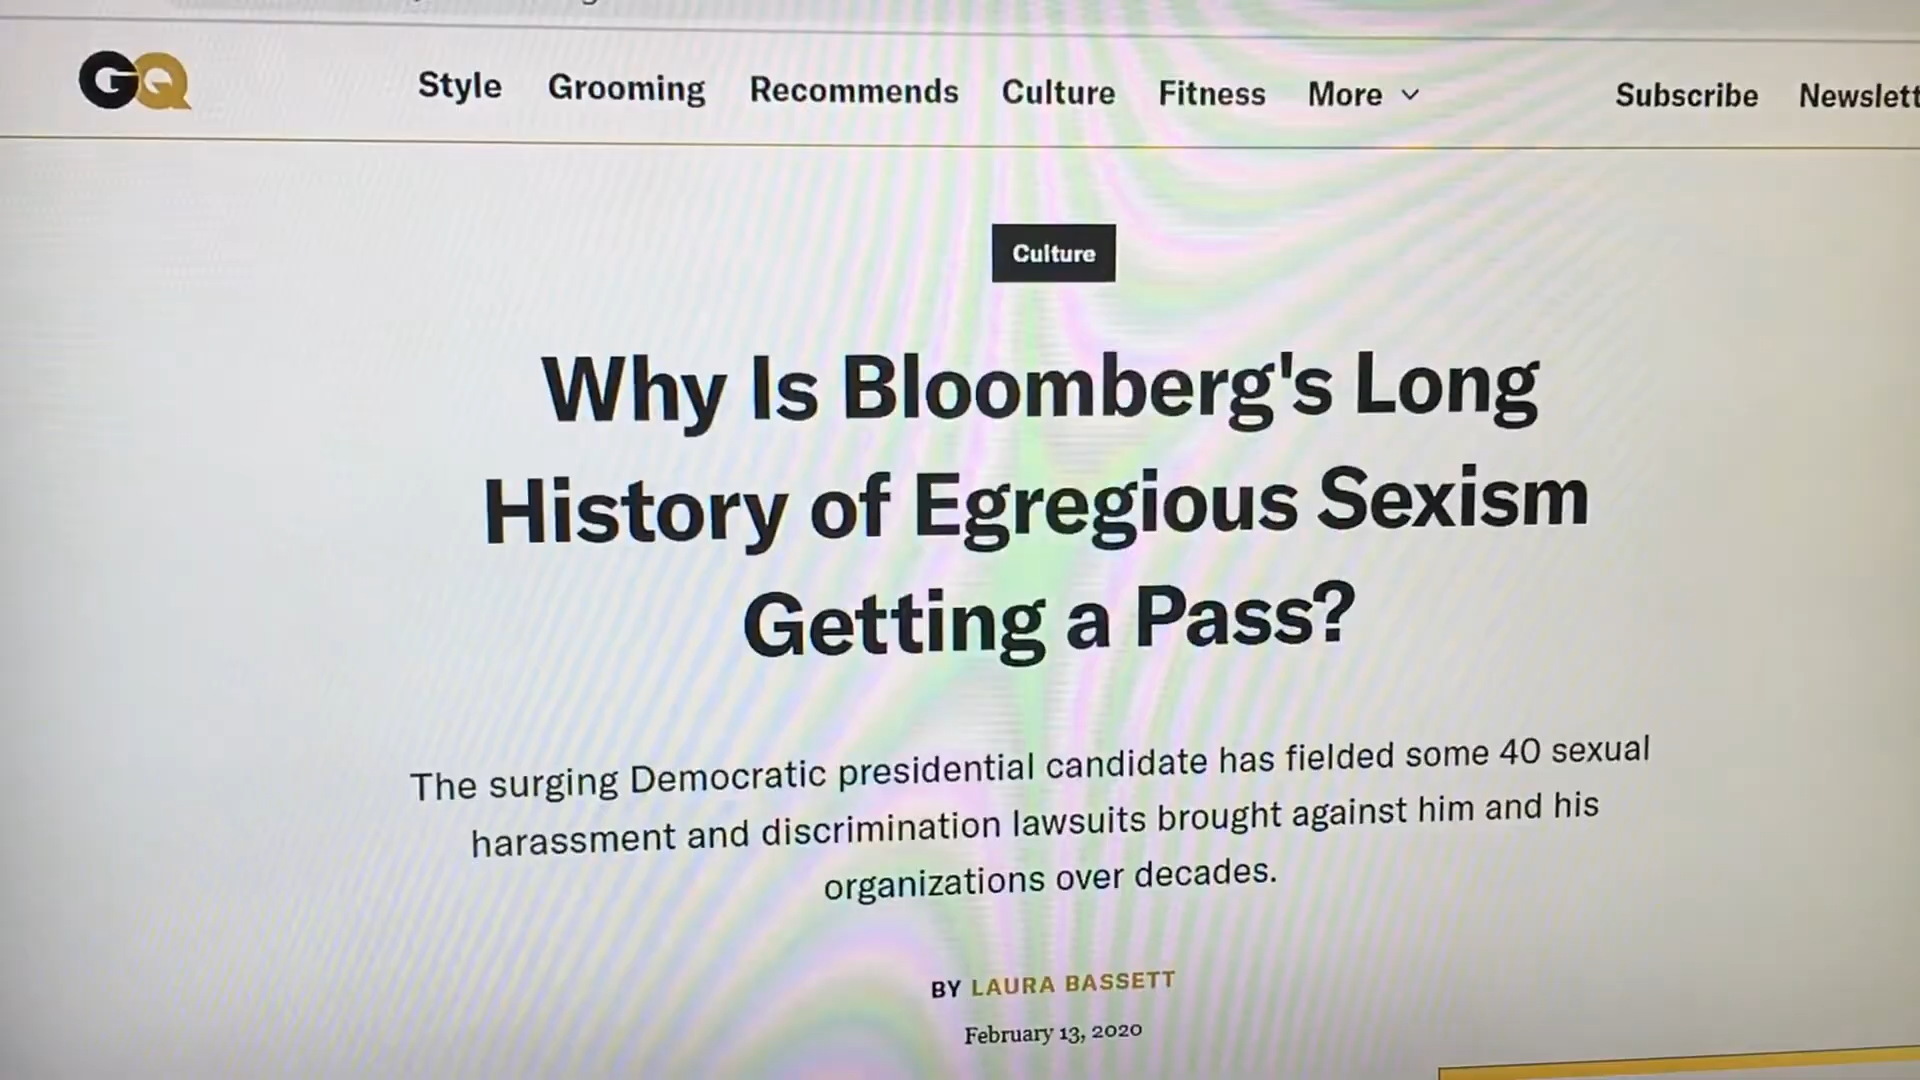 GQ
Style Grooming Recommends Culture Fitness More Subscribe Newslett
Culture
Why Is Bloomberg's Long
History of Egregious Sexism
Getting a Pass?
The surging Democratic presidential candidate has fielded some 40 sexual
harassment and discrimination lawsuits brought against him and his
organizations over decades.
BY LAURA BASSETT
February 13, 2020